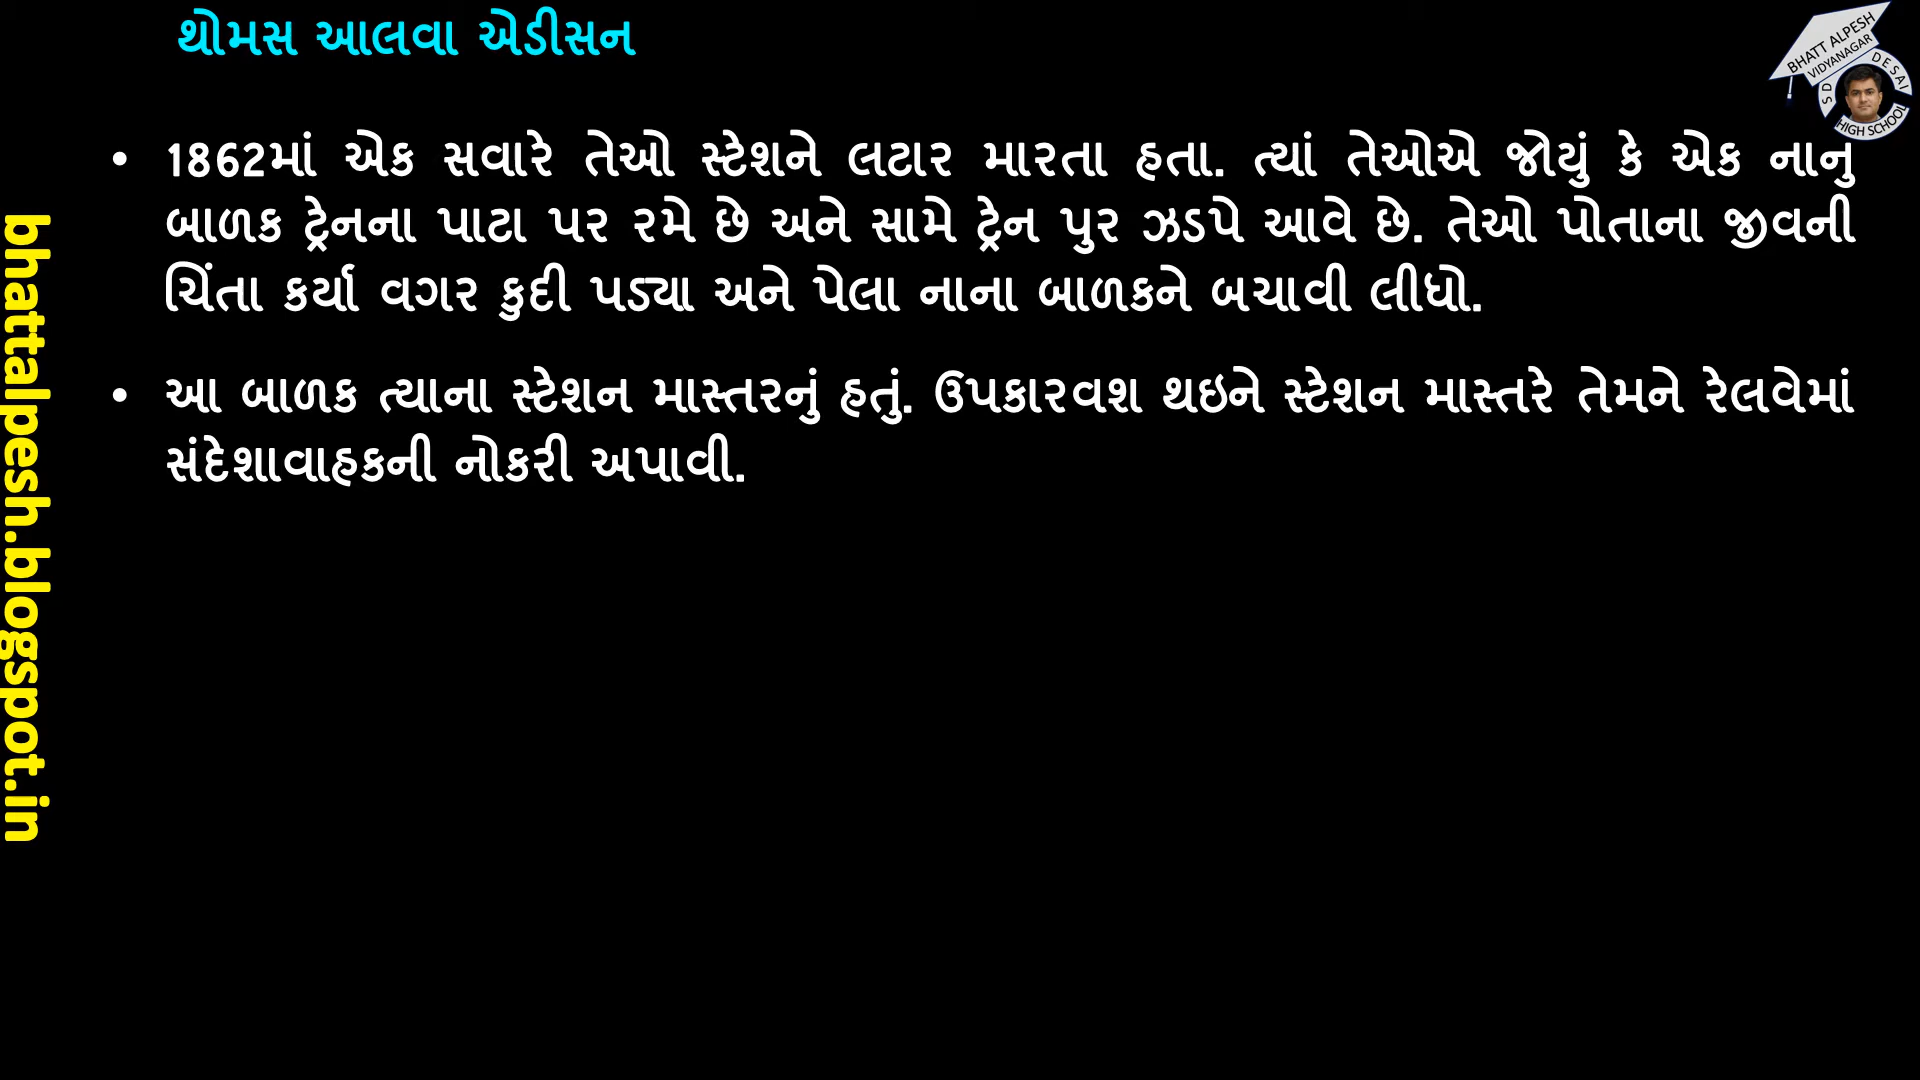 થોમસ આલવા એડીસન
BHATT ALPESH
VIDYANAGAR
S D DESAI
HIGH SCHOOL
• 1862માં એક સવારે તેઓ સ્ટેશને લટાર મારતા હતા. ત્યાં તેઓએ જોયું કે એક નાનુ
બાળક ટ્રેનના પાટા પર રમે છે અને સામે ટ્રેન પુર ઝડપે આવે છે. તેઓ પોતાના જીવની
ચિંતા કર્યા વગર કુદી પડ્યા અને પેલા નાના બાળકને બચાવી લીધો.
• આ બાળક ત્યાના સ્ટેશન માસ્તરનું હતું. ઉપકારવશ થઇને સ્ટેશન માસ્તરે તેમને રેલવેમાં
સંદેશાવાહકની નોકરી અપાવી.
bhattalpesh.blogspot.in